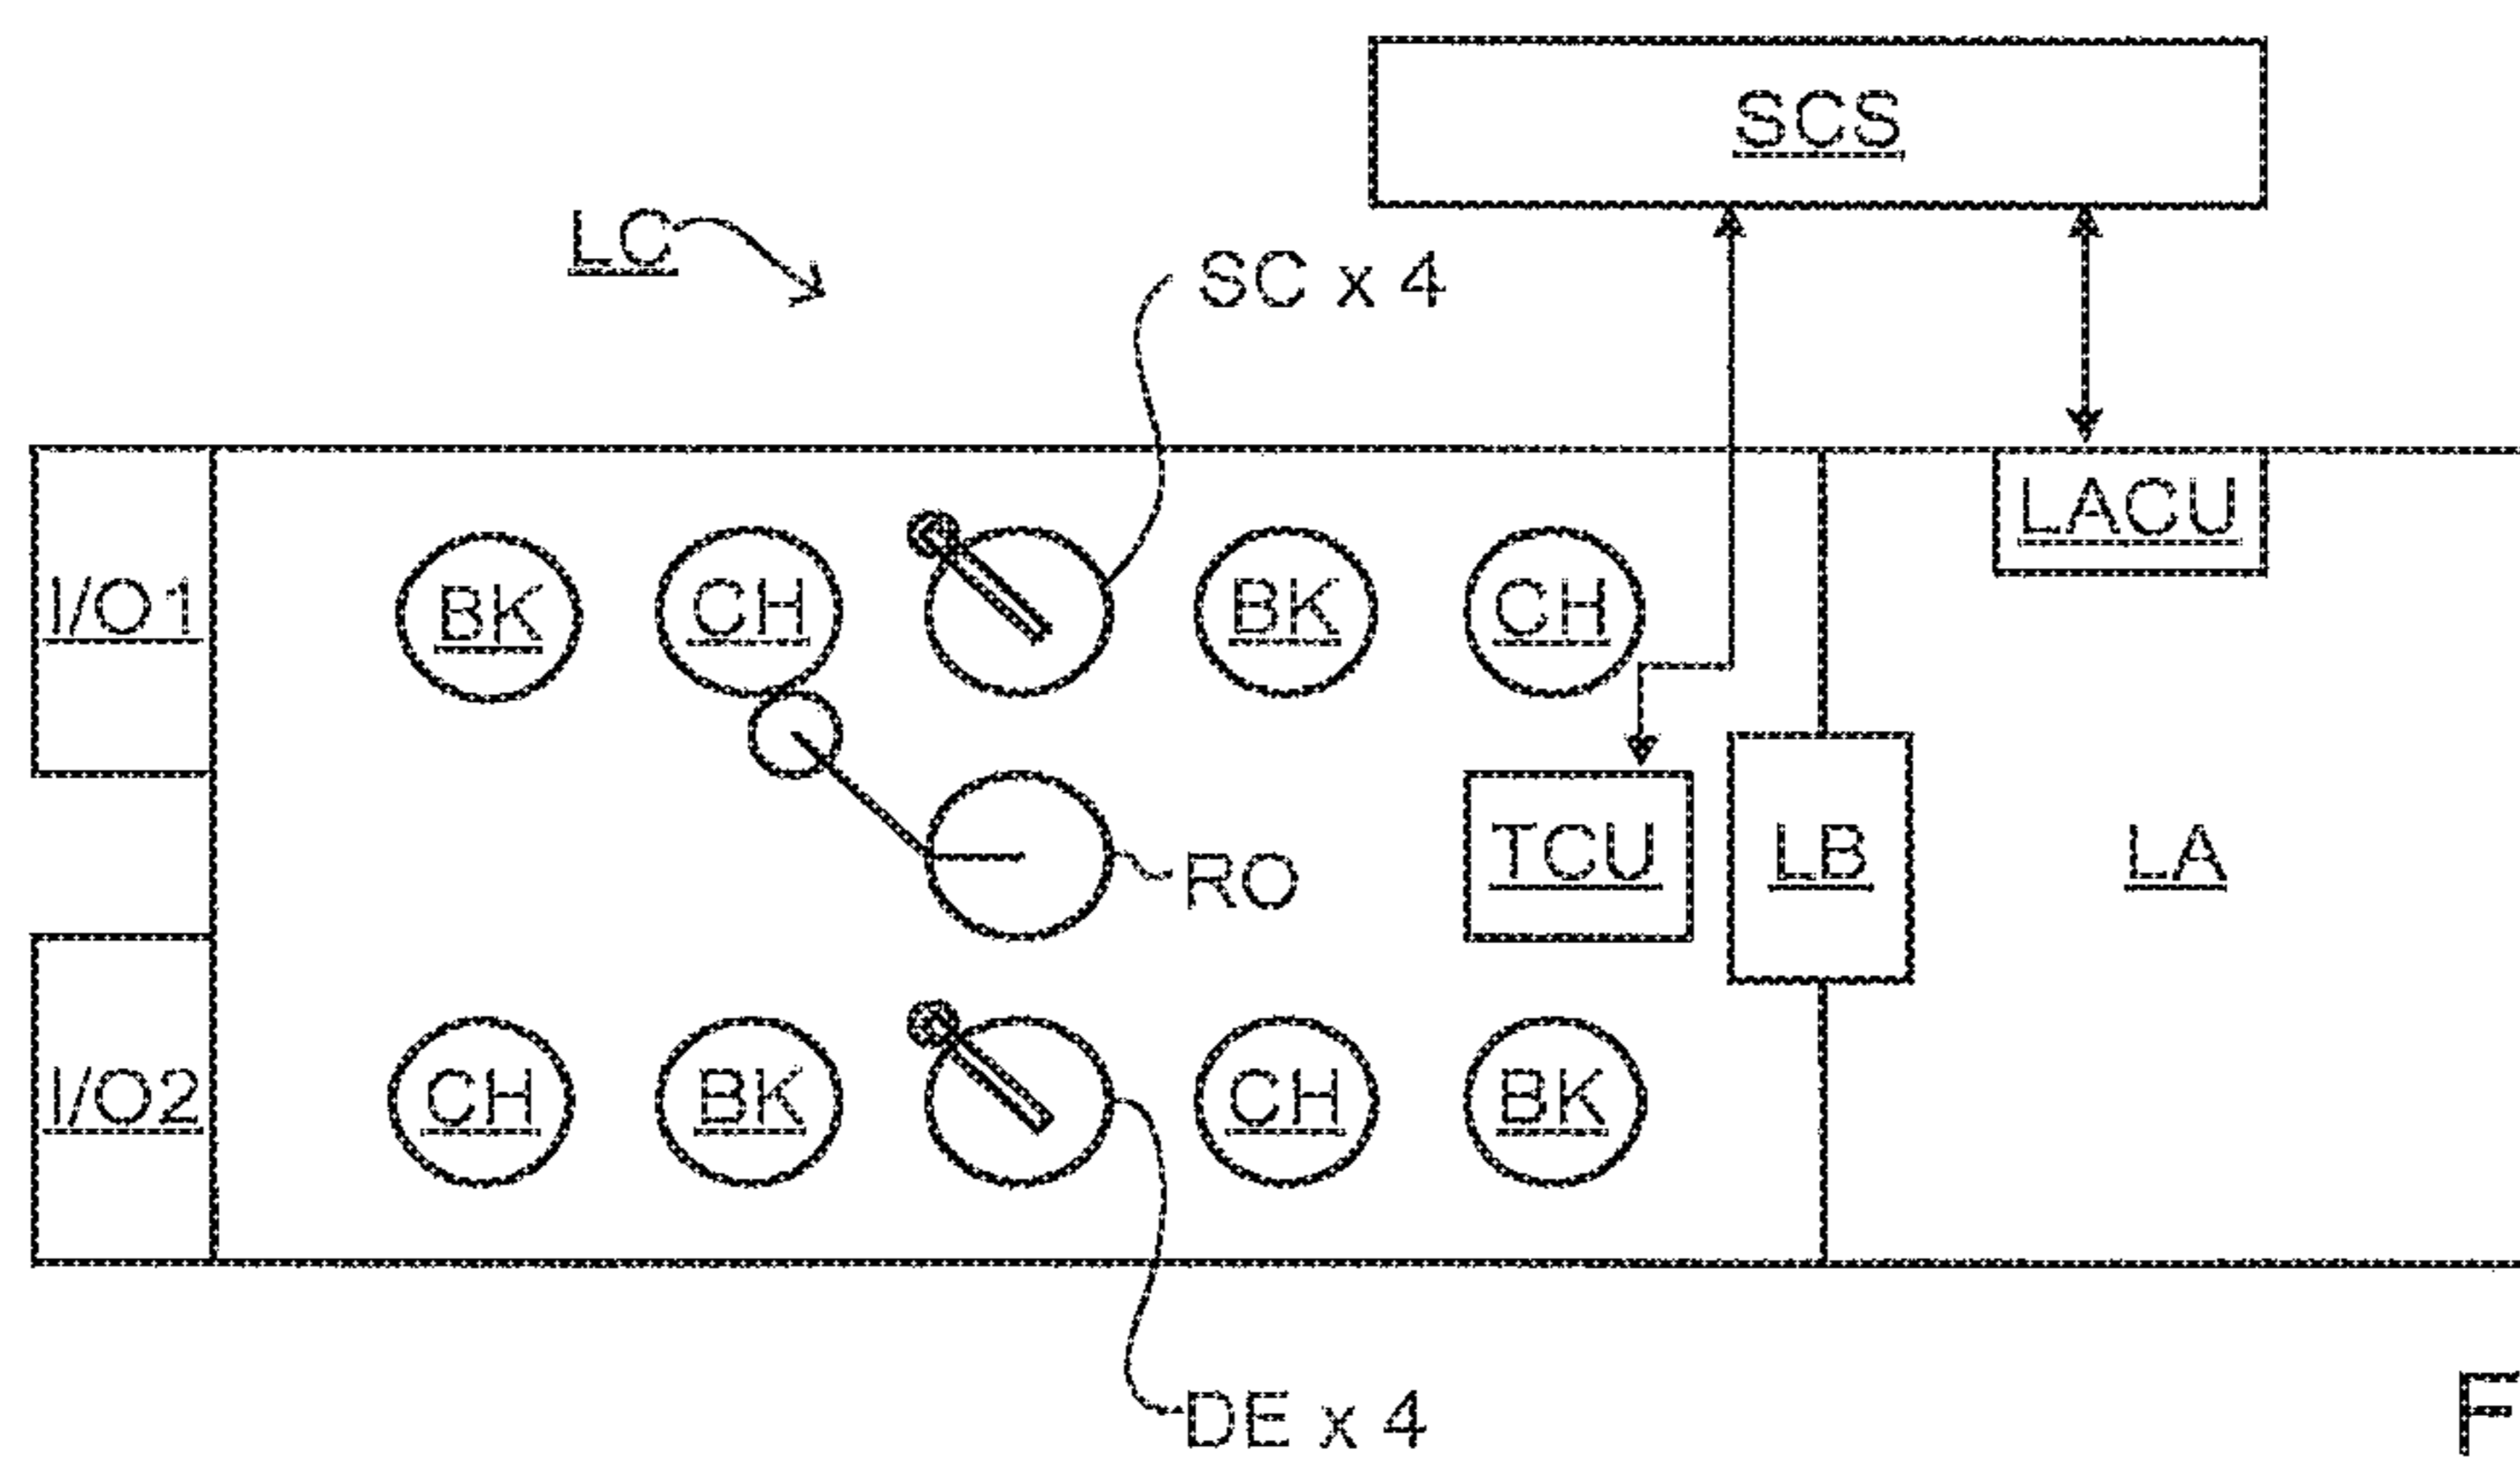 SCS
LC
SC x 4
LACU
I/O1
BK
CH
BK
CH
TCU
LB
LA
RO
I/O2
CH
BK
CH
BK
DE x 4
F